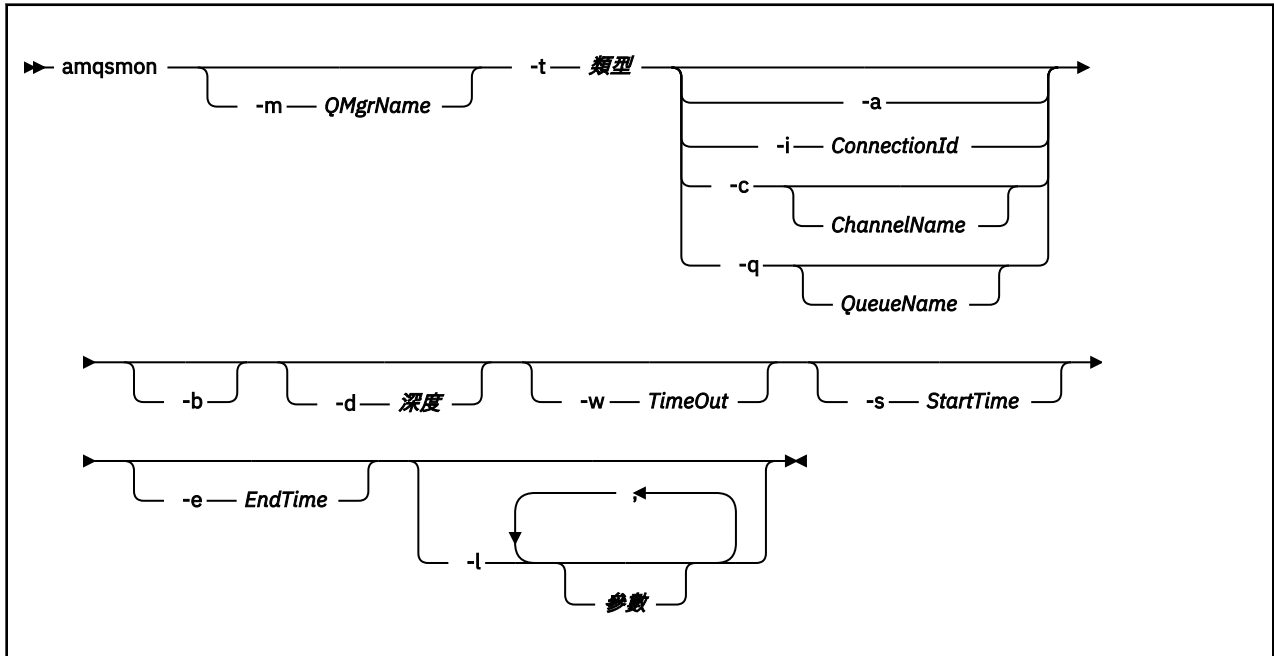 amqsmon -t 類型
-m QMgrName
-a
-i ConnectionId
-c
ChannelName
-q
QueueName
-b -d 深度 -w TimeOut -s StartTime
-e EndTime
,
-l
參數